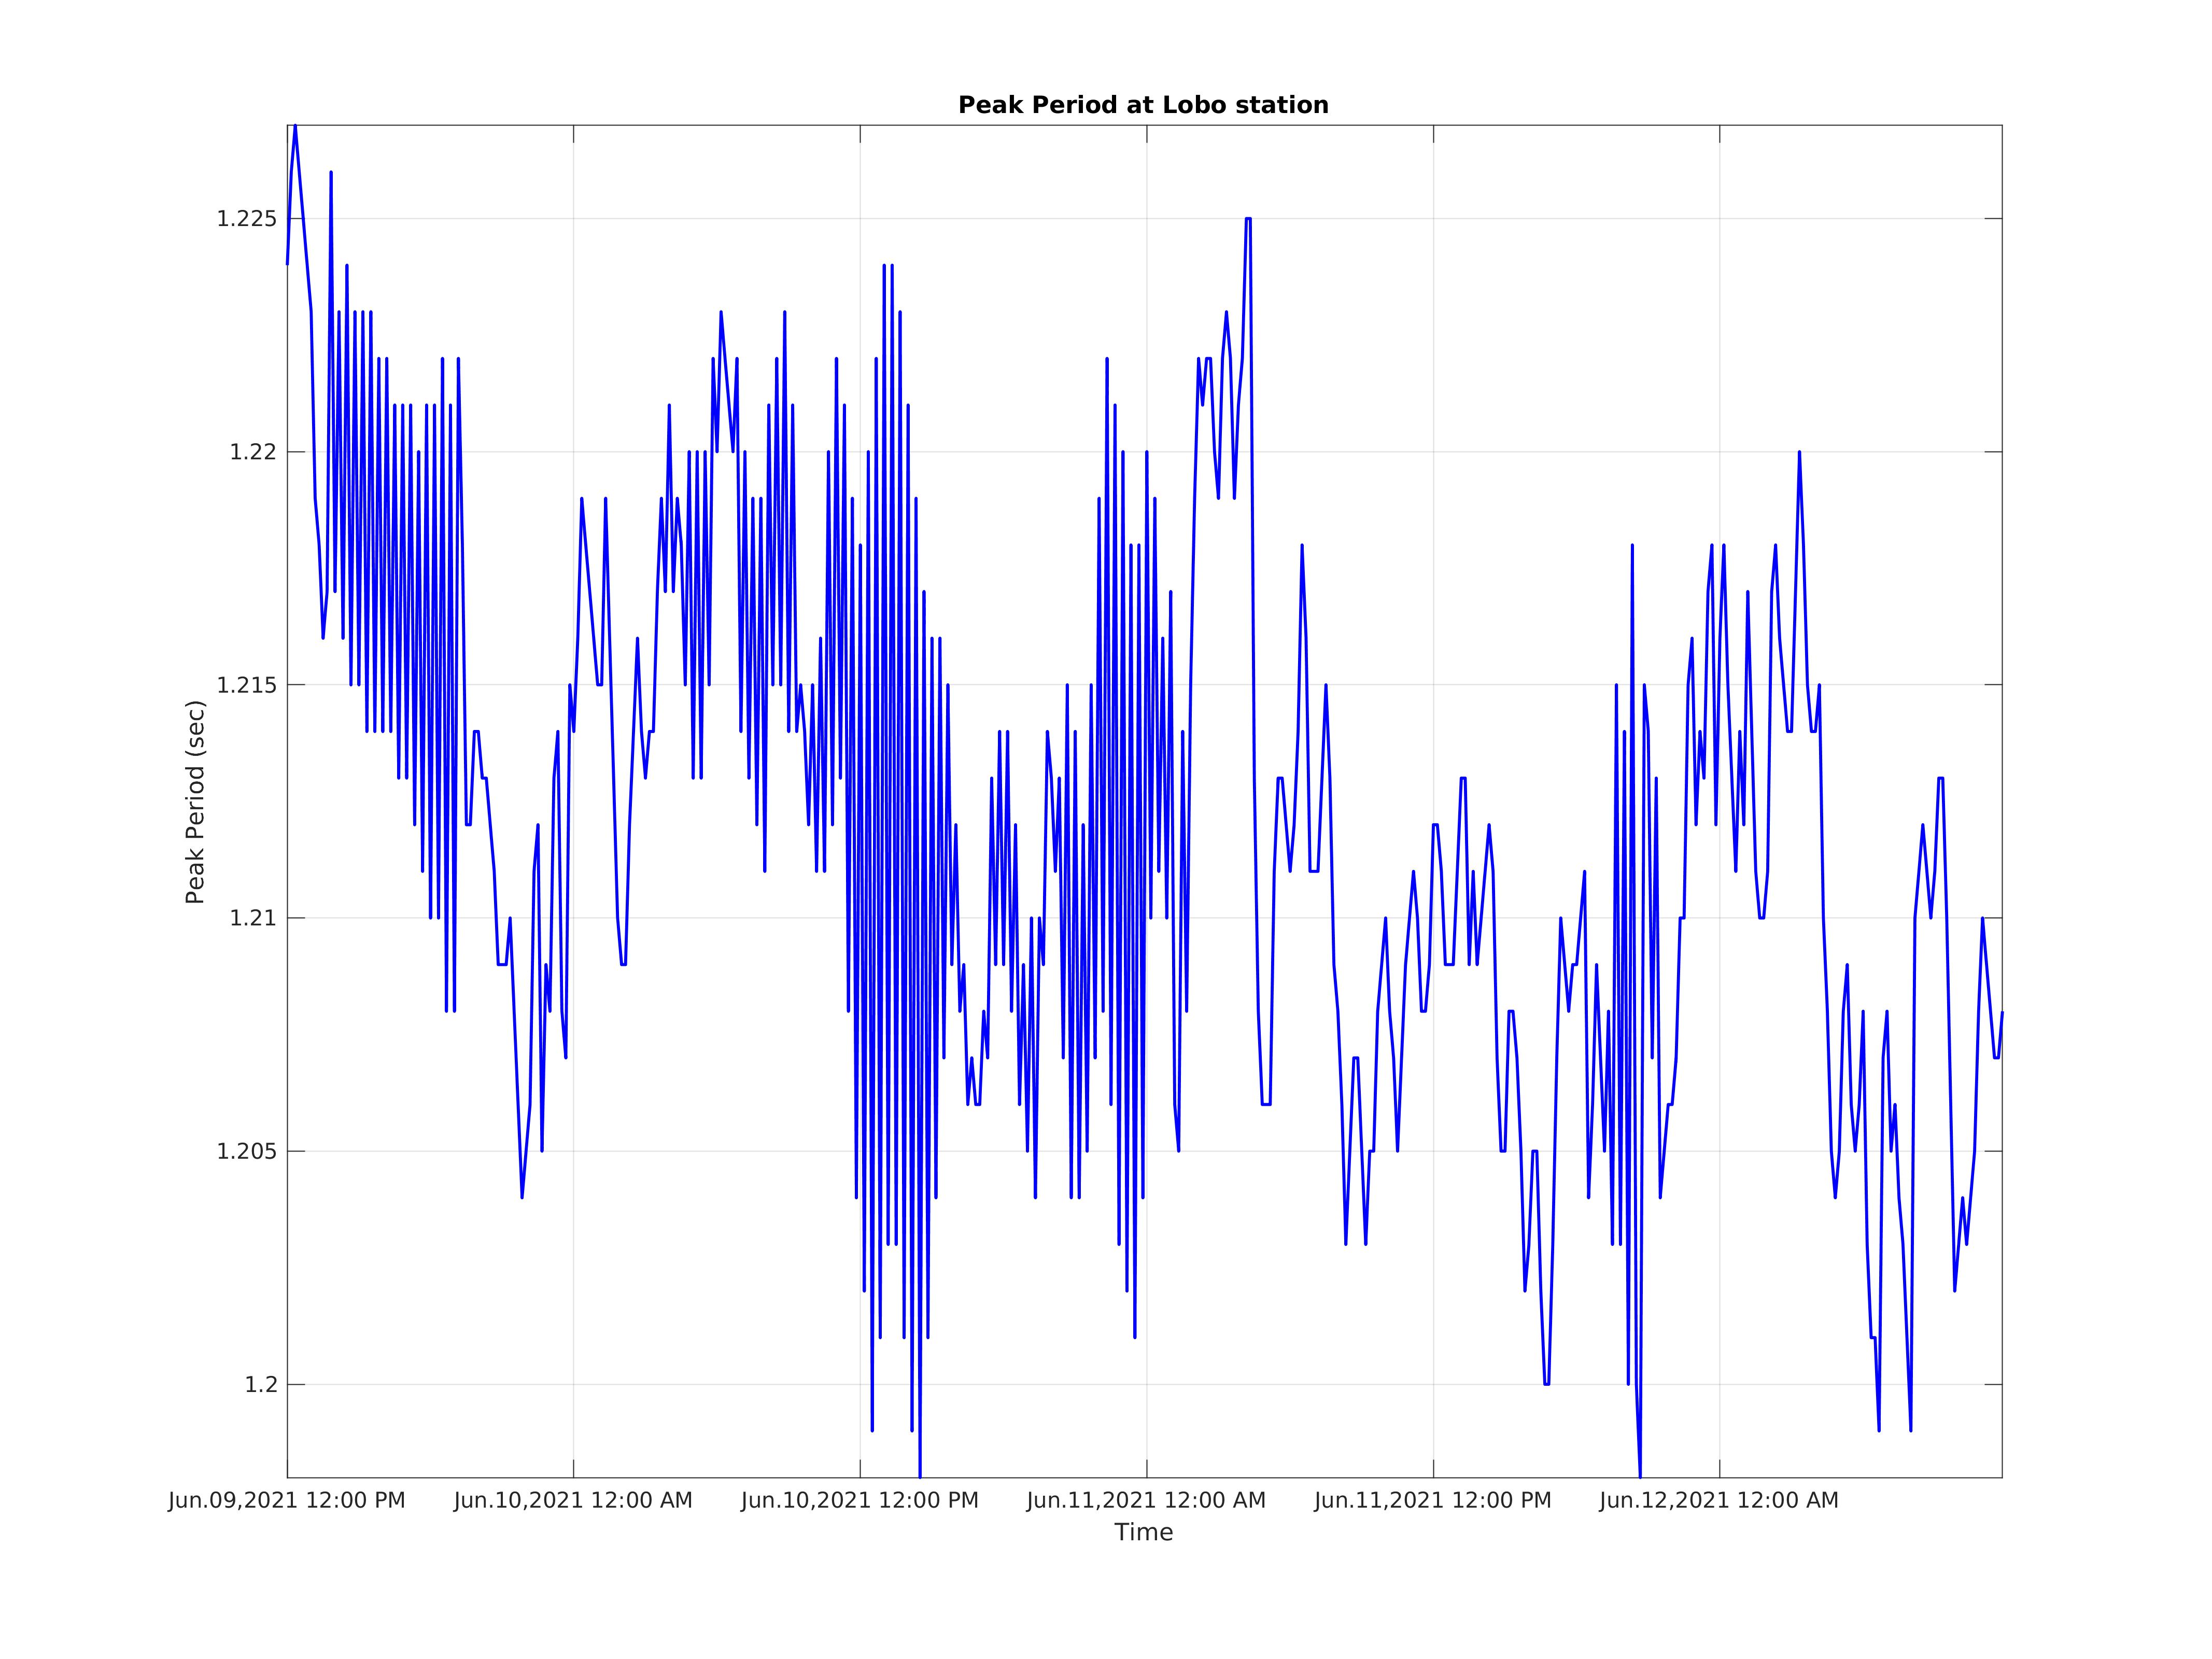 Peak Period at Lobo station
Peak Period (sec)
1.225
1.22
1.215
1.21
1.205
1.2
Jun.09,2021 12:00 PM
Jun.10,2021 12:00 AM
Jun.10,2021 12:00 PM
Jun.11,2021 12:00 AM
Jun.11,2021 12:00 PM
Jun.12,2021 12:00 AM
Time